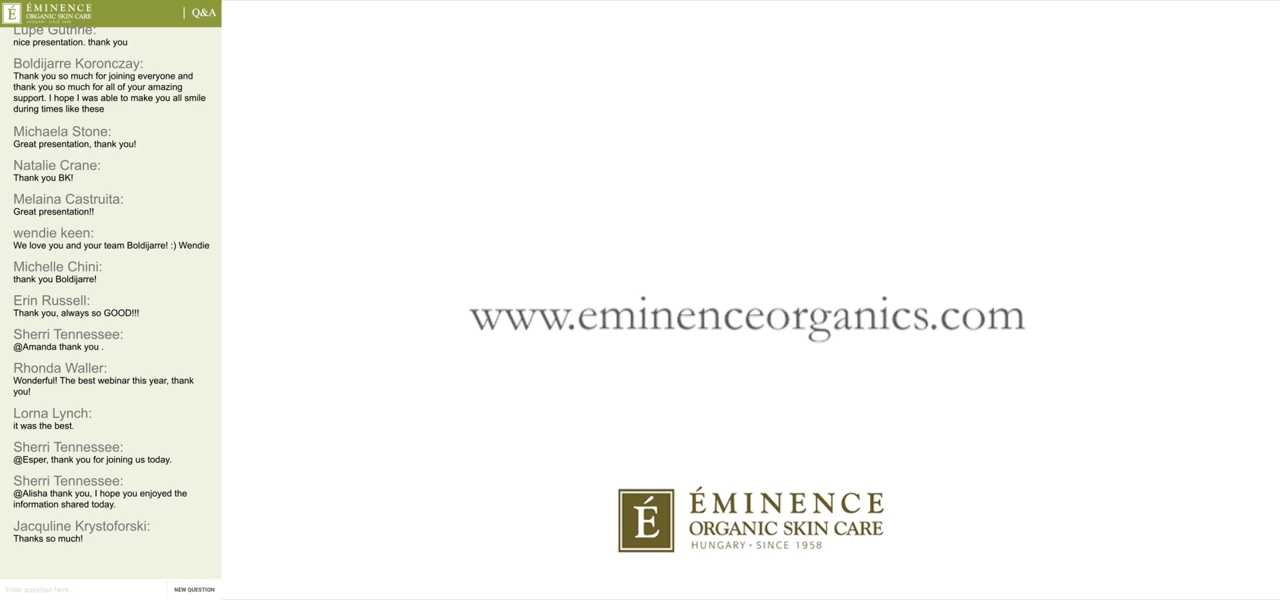 ÉMINENCE
ORGANIC SKIN CARE
HUNGARY • SINCE 1958
| Q&A
Lupe Guthrie:
nice presentation. thank you
Boldijarre Koronczay:
Thank you so much for joining everyone and
thank you so much for all of your amazing
support. I hope I was able to make you all smile
during times like these
Michaela Stone:
Great presentation, thank you!
Natalie Crane:
Thank you BK!
Melaina Castruita:
Great presentation!!
wendie keen:
We love you and your team Boldijarre! :) Wendie
Michelle Chini:
thank you Boldijarre!
Erin Russell:
Thank you, always so GOOD!!!
Sherri Tennessee:
@Amanda thank you .
Rhonda Waller:
Wonderful! The best webinar this year, thank
you!
Lorna Lynch:
it was the best.
Sherri Tennessee:
@Esper, thank you for joining us today.
Sherri Tennessee:
@Alisha thank you, I hope you enjoyed the
information shared today.
Jacquline Krystoforski:
Thanks so much!
Enter question here...
NEW QUESTION
www.eminenceorganics.com
É
ÉMINENCE
ORGANIC SKIN CARE
HUNGARY • SINCE 1958